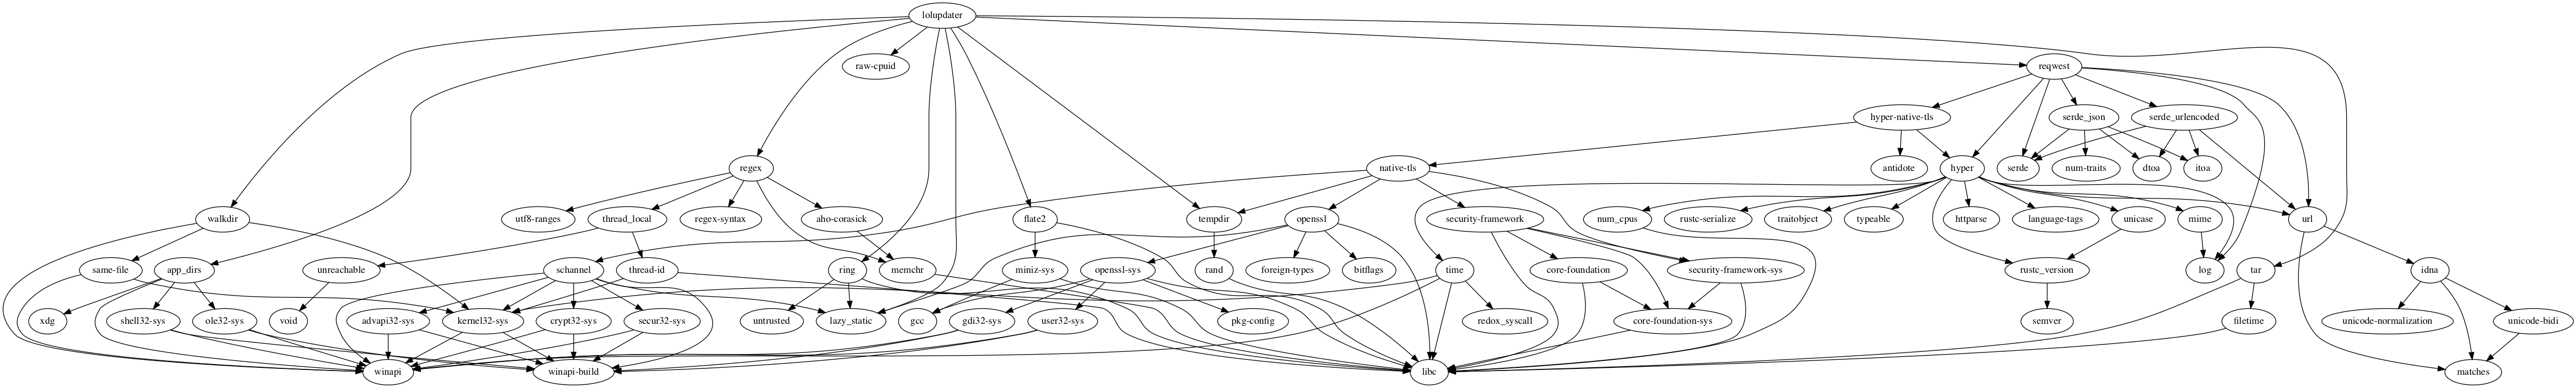 lolupdater
raw-cpuid
reqwest
hyper-native-tls
serde_json
serde_urlencoded
regex
native-tls
antidote
hyper
serde
num-traits
dtoa
itoa
walkdir
utf8-ranges
thread_local
regex-syntax
aho-corasick
flate2
tempdir
openssl
security-framework
num_cpus
rustc-serialize
traitobject
typeable
httparse
language-tags
unicase
mime
url
same-file
app_dirs
unreachable
schannel
thread-id
ring
memchr
miniz-sys
openssl-sys
rand
foreign-types
bitflags
time
core-foundation
security-framework-sys
rustc_version
log
tar
idna
xdg
shell32-sys
ole32-sys
void
advapi32-sys
kernel32-sys
crypt32-sys
secur32-sys
untrusted
lazy_static
gcc
gdi32-sys
user32-sys
pkg-config
redox_syscall
core-foundation-sys
semver
filetime
unicode-normalization
unicode-bidi
winapi
winapi-build
libc
matches